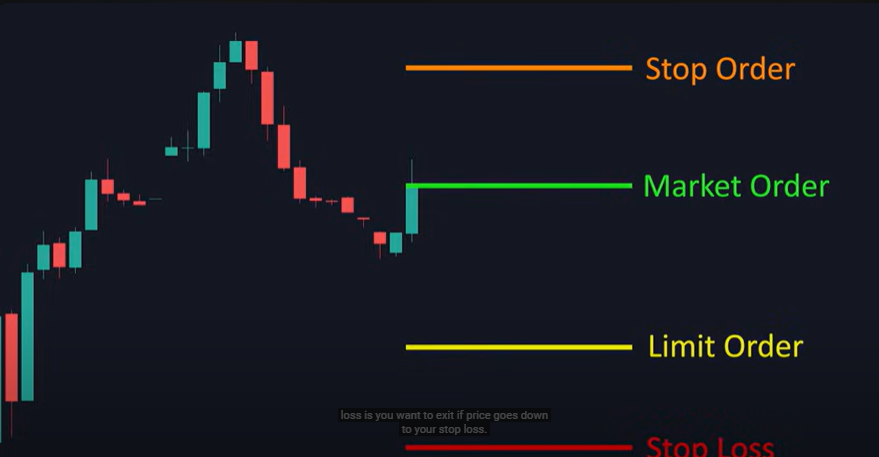 Stop Order
Market Order
Limit Order
loss is you want to exit if price goes down
to your stop loss.
Stop Loss